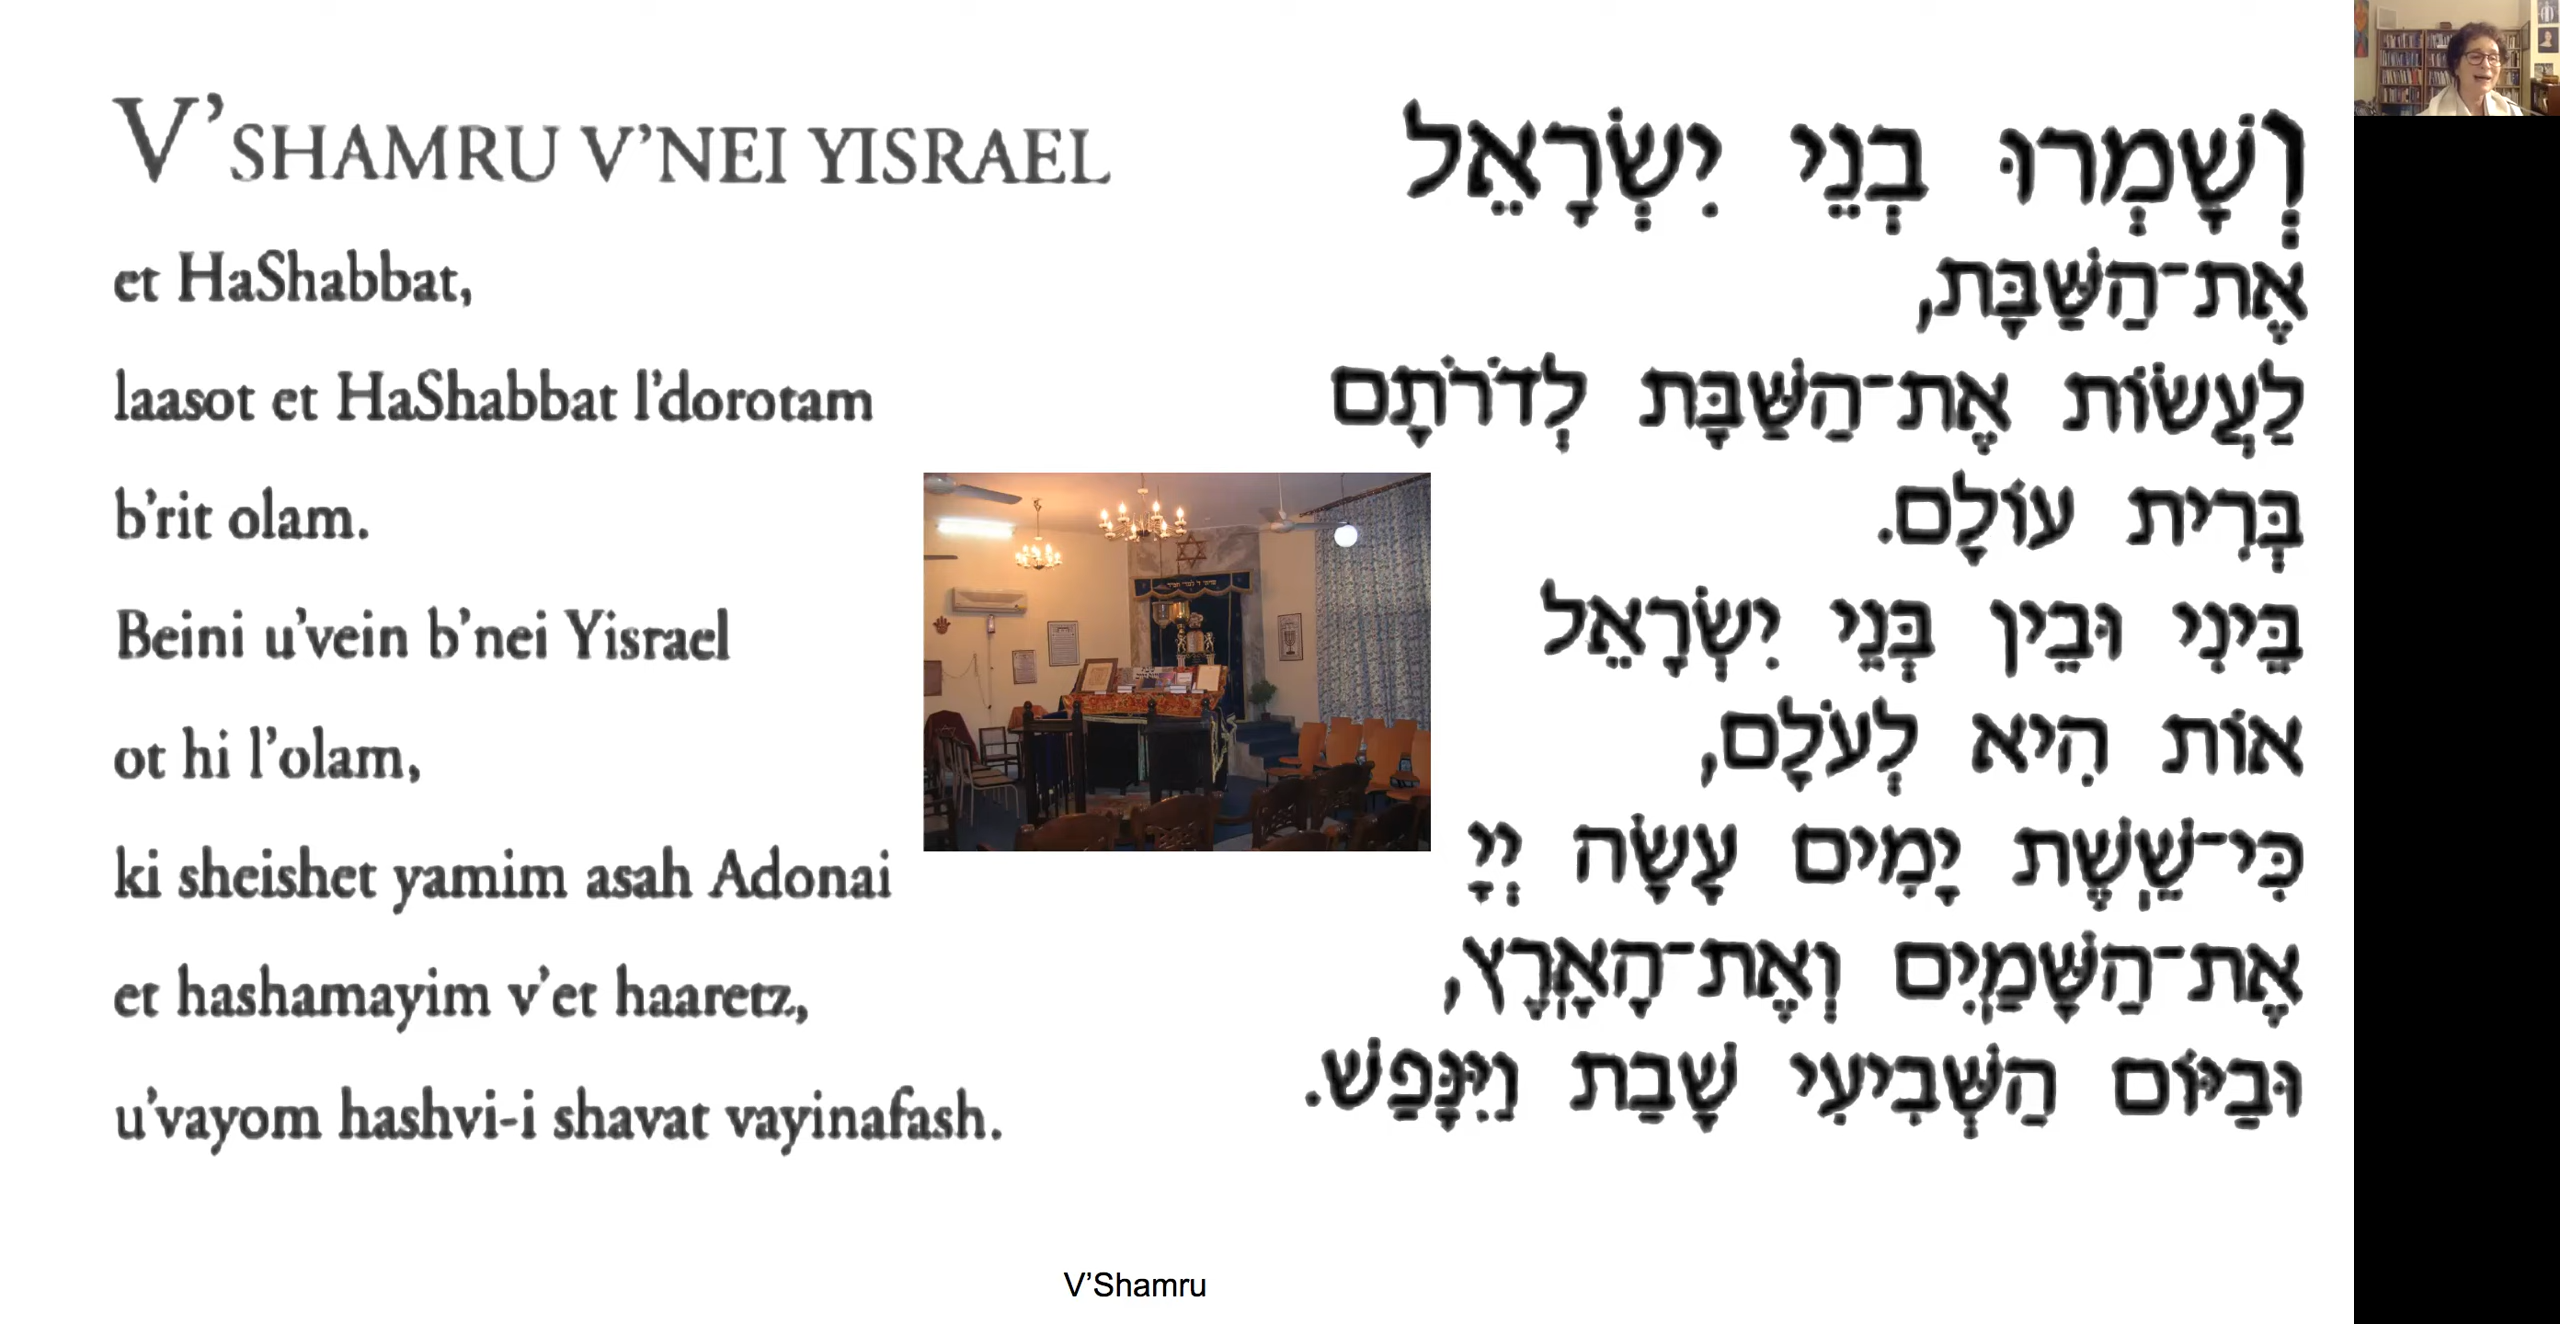 V’SHAMRU V’NEI YISRAEL
et HaShabbat,
laasot et HaShabbat l’dorotam
b’rit olam.
Beini u’vein b’nei Yisrael
ot hi l’olam,
ki sheishet yamim asah Adonai
et hashamayim v’et haaretz,
u’vayom hashvi-i shavat vayinafash.
וְשָׁמְרוּ בְנֵי יִשְׂרָאֵל
אֶת־הַשַּׁבָּת,
לַעֲשׂוֹת אֶת־הַשַּׁבָּת לְדֹרֹתָם
בְּרִית עוֹלָם.
בֵּינִי וּבֵין בְּנֵי יִשְׂרָאֵל
אוֹת הִיא לְעֹלָם,
כִּי־שֵׁשֶׁת יָמִים עָשָׂה יְיָ
אֶת־הַשָּׁמַיִם וְאֶת־הָאָרֶץ,
וּבַיּוֹם הַשְּׁבִיעִי שָׁבַת וַיִּנָּפַשׁ.
V’Shamru